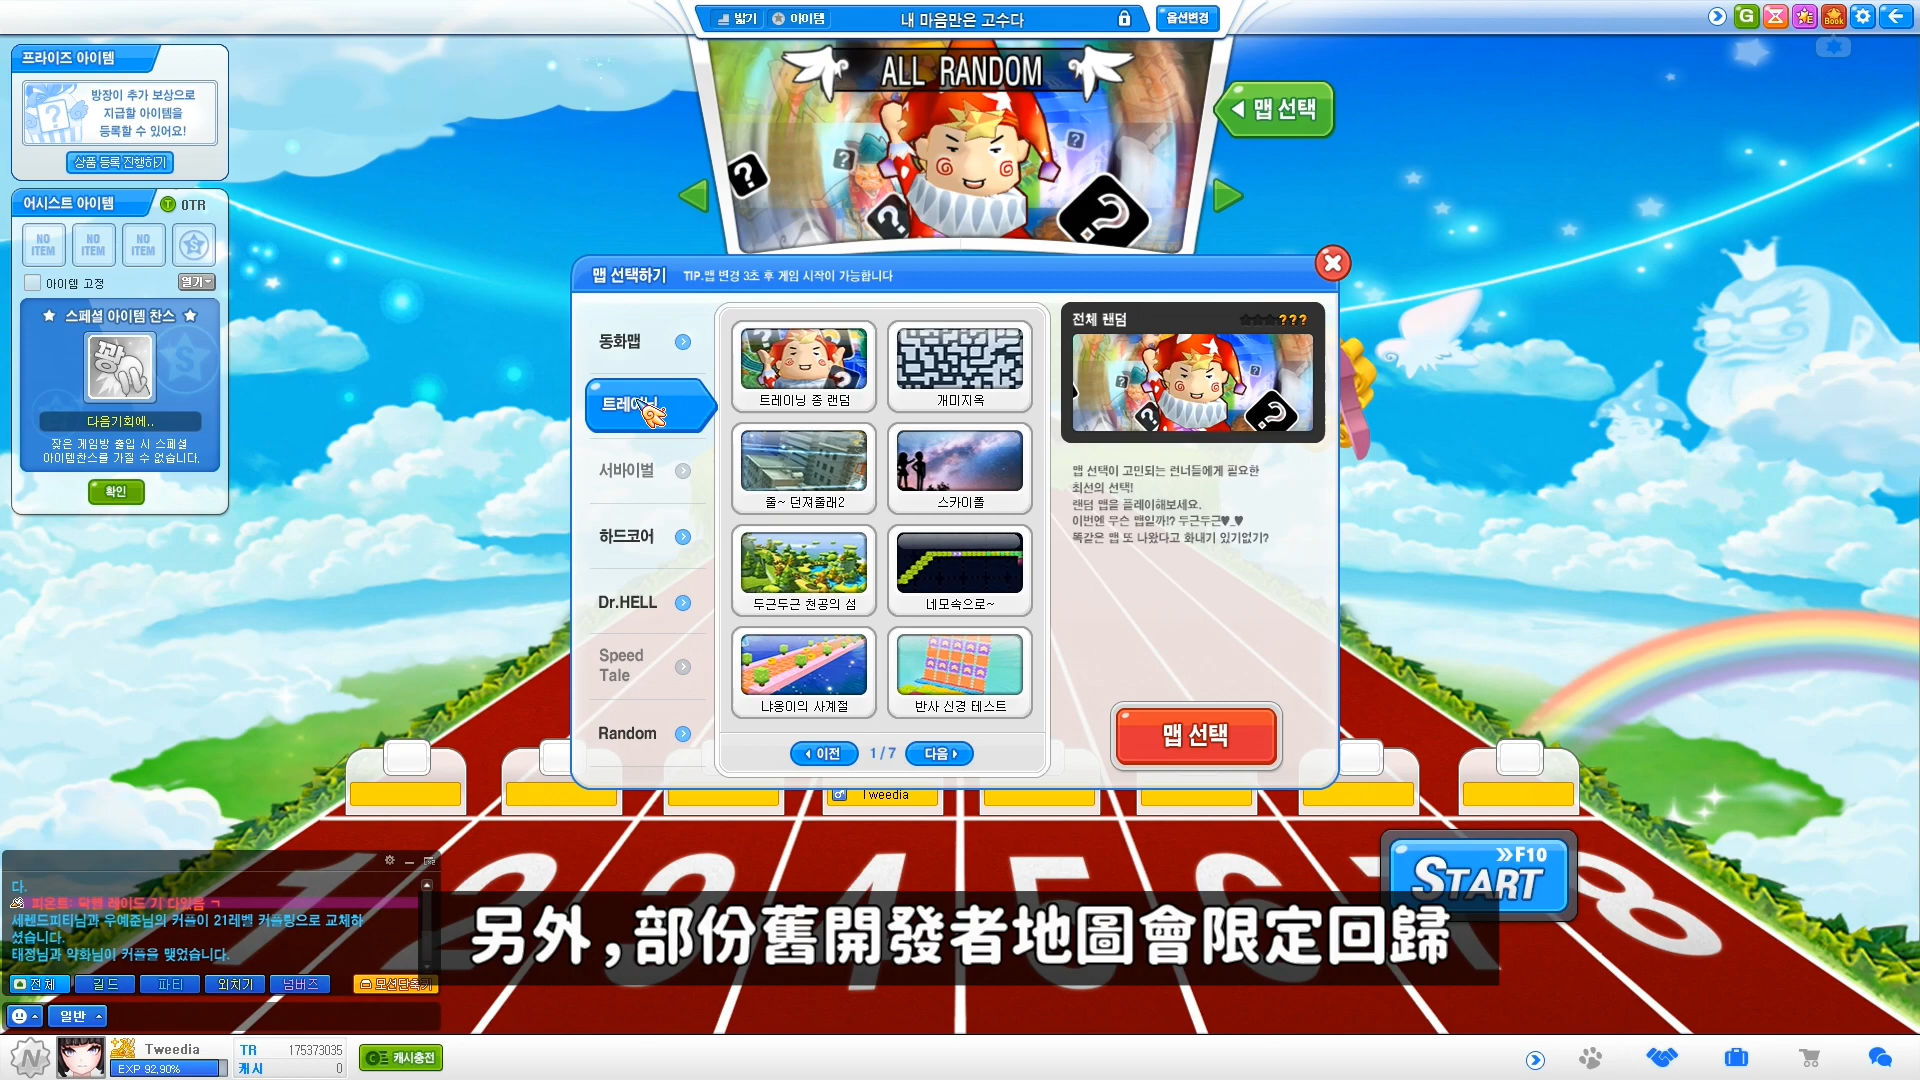 밟기
아이템
내 마음만은 고수다
옵션변경
프라이즈 아이템
방장이 추가 보상으로
지급할 아이템을
등록할 수 있어요!
상품 등록 진행하기
ALL RANDOM
맵 선택
어시스트 아이템
0TR
NO ITEM
NO ITEM
NO ITEM
아이템 고정
열기
스페셜 아이템 찬스
꽝
다음기회에..
잦은 게임방 출입 시 스페셜
아이템찬스를 가질 수 없습니다.
확인
맵 선택하기
TIP.맵 변경 3초 후 게임 시작이 가능합니다
동화맵
트레이닝
서바이벌
하드코어
Dr.HELL
Speed
Tale
Random
트레이닝 종 랜덤
개미지옥
줄~ 던져줄래2
스카이폴
두근두근 천공의 섬
네모속으로~
냐옹이의 사계절
반사 신경 테스트
이전
1 / 7
다음
전체 랜덤
???
맵 선택이 고민되는 런너들에게 필요한
최선의 선택!
랜덤 맵을 플레이해보세요.
이번엔 무슨 맵일까!? 두근두근♥_♥
똑같은 맵 또 나왔다고 화내기 있기없기?
맵 선택
Tweedia
F10
START
다.
세렌드피티님과 우예준님의 커플이 21레벨 커플링으로 교체하
셨습니다.
태정님과 악화님이 커플을 맺었습니다.
另外,部份舊開發者地圖會限定回歸
전체
길드
파티
외치기
넘버즈
모션단축키
일반
Tweedia
EXP 92,90%
TR 175373035
캐시 0
캐시충전